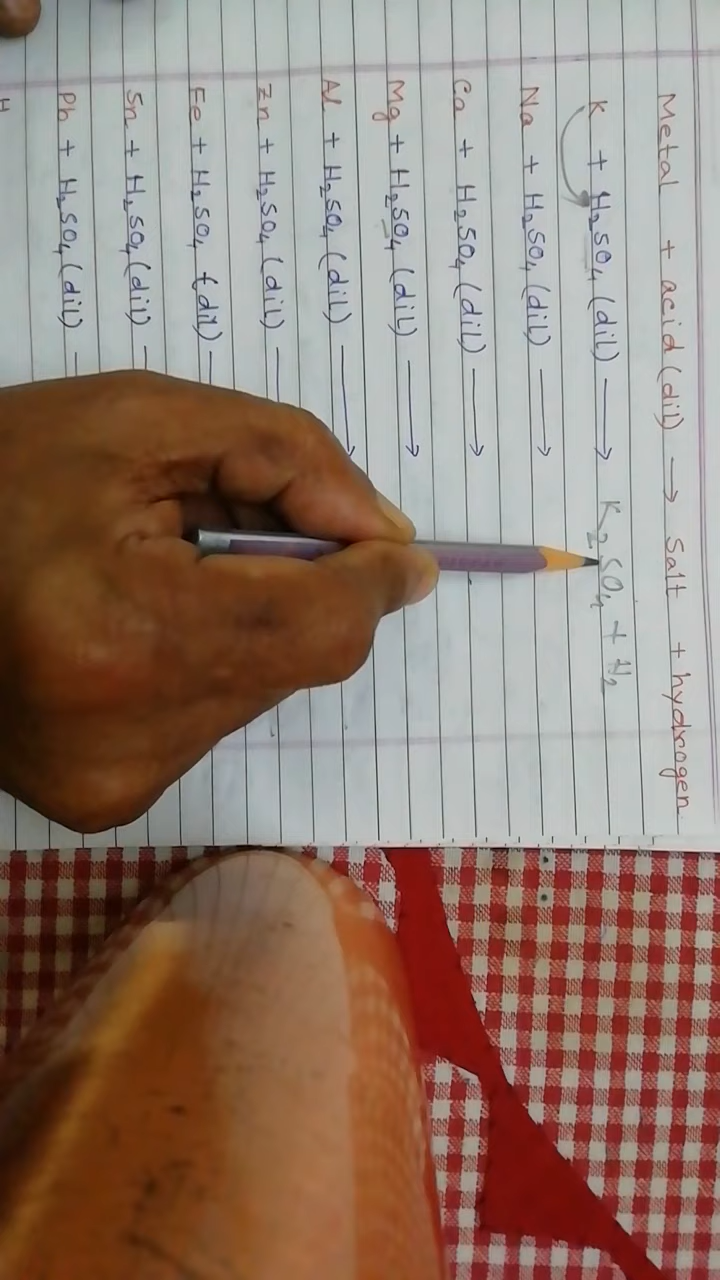 Metal + acid (dil) → salt + hydrogen.
K + H₂SO₄ (dil) → K₂SO₄ + H₂
Na + H₂SO₄ (dil) →
Ca + H₂SO₄ (dil) →
Mg + H₂SO₄ (dil) →
Al + H₂SO₄ (dil) →
Zn + H₂SO₄ (dil) —
Fe + H₂SO₄ (dil) —
Sn + H₂SO₄ (dil) —
Pb + H₂SO₄ (dil) —
H